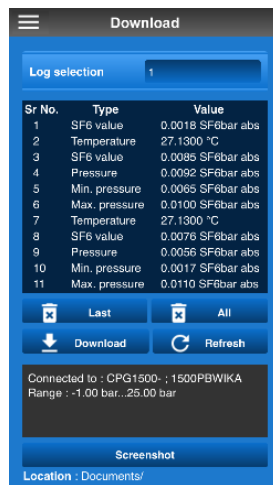 Download
Log selection 1
Sr No. Type Value
1 SF6 value 0.0018 SF6bar abs
2 Temperature 27.1300 °C
3 SF6 value 0.0085 SF6bar abs
4 Pressure 0.0092 SF6bar abs
5 Min. pressure 0.0065 SF6bar abs
6 Max. pressure 0.0100 SF6bar abs
7 Temperature 27.1300 °C
8 SF6 value 0.0076 SF6bar abs
9 Pressure 0.0056 SF6bar abs
10 Min. pressure 0.0017 SF6bar abs
11 Max. pressure 0.0110 SF6bar abs
Last All
Download Refresh
Connected to : CPG1500- ; 1500PBWIKA
Range : -1.00 bar...25.00 bar
Screenshot
Location : Documents/